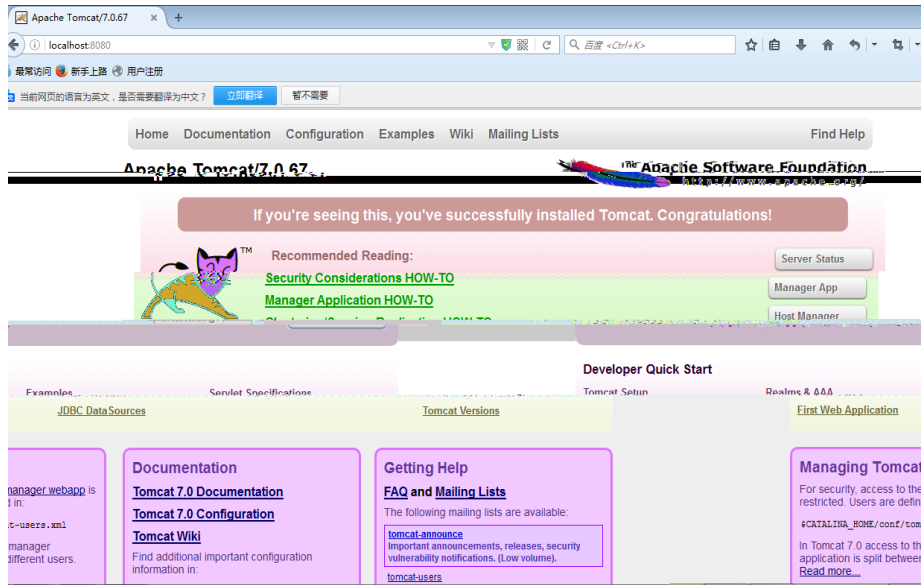 Apache Tomcat/7.0.67
localhost:8080
百度 <Ctrl+K>
最常访问 新手上路 用户注册
当前网页的语言为英文，是否需要翻译为中文？ 立即翻译 暂不需要
Home Documentation Configuration Examples Wiki Mailing Lists Find Help
Apache Tomcat/7.0.67 The Apache Software Foundation
http://www.apache.org/
If you're seeing this, you've successfully installed Tomcat. Congratulations!
TM
Recommended Reading:
Security Considerations HOW-TO
Manager Application HOW-TO
Server Status
Manager App
Host Manager
Developer Quick Start
Examples Servlet Specifications Tomcat Setup Realms & AAA
JDBC DataSources Tomcat Versions First Web Application
manager webapp is
in:
t-users.xml
manager
different users.
Documentation
Tomcat 7.0 Documentation
Tomcat 7.0 Configuration
Tomcat Wiki
Find additional important configuration
information in:
Getting Help
FAQ and Mailing Lists
The following mailing lists are available:
tomcat-announce
Important announcements, releases, security
vulnerability notifications. (Low volume).
tomcat-users
Managing Tomcat
For security, access to the
restricted. Users are defin
$CATALINA_HOME/conf/tom
In Tomcat 7.0 access to th
application is split between
Read more...